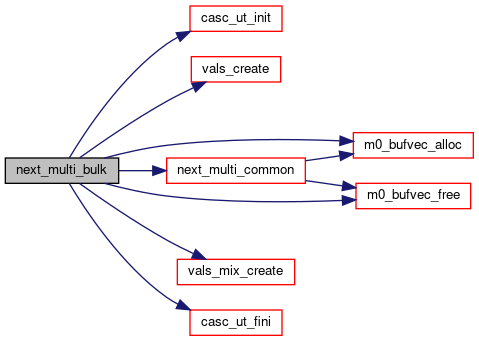 casc_ut_init
vals_create
m0_bufvec_alloc
next_multi_bulk
next_multi_common
m0_bufvec_free
vals_mix_create
casc_ut_fini